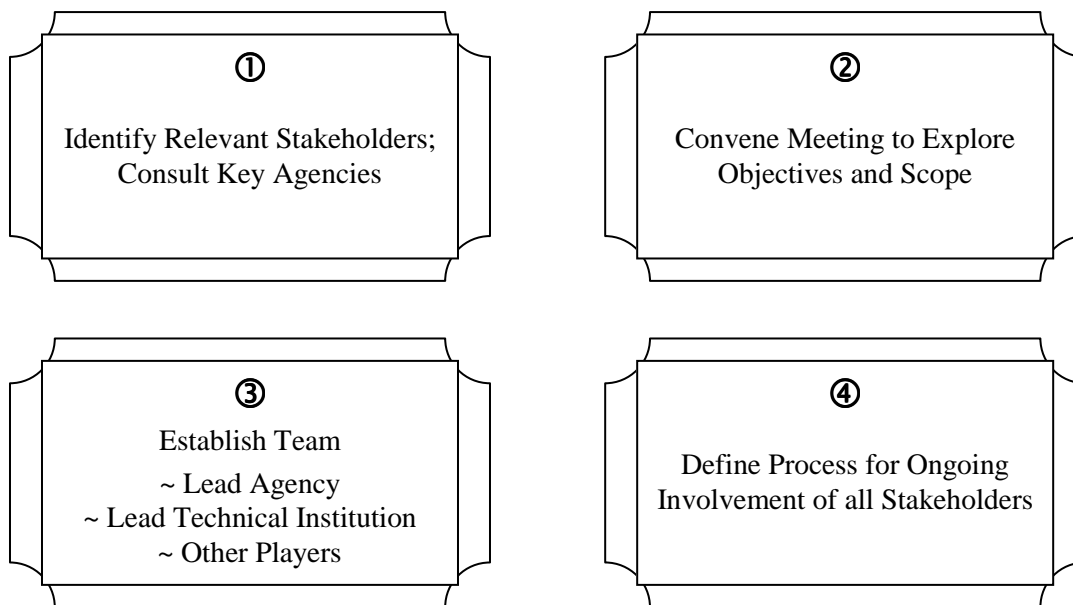 ①
Identify Relevant Stakeholders;
Consult Key Agencies
②
Convene Meeting to Explore
Objectives and Scope
③
Establish Team
~ Lead Agency
~ Lead Technical Institution
~ Other Players
④
Define Process for Ongoing
Involvement of all Stakeholders